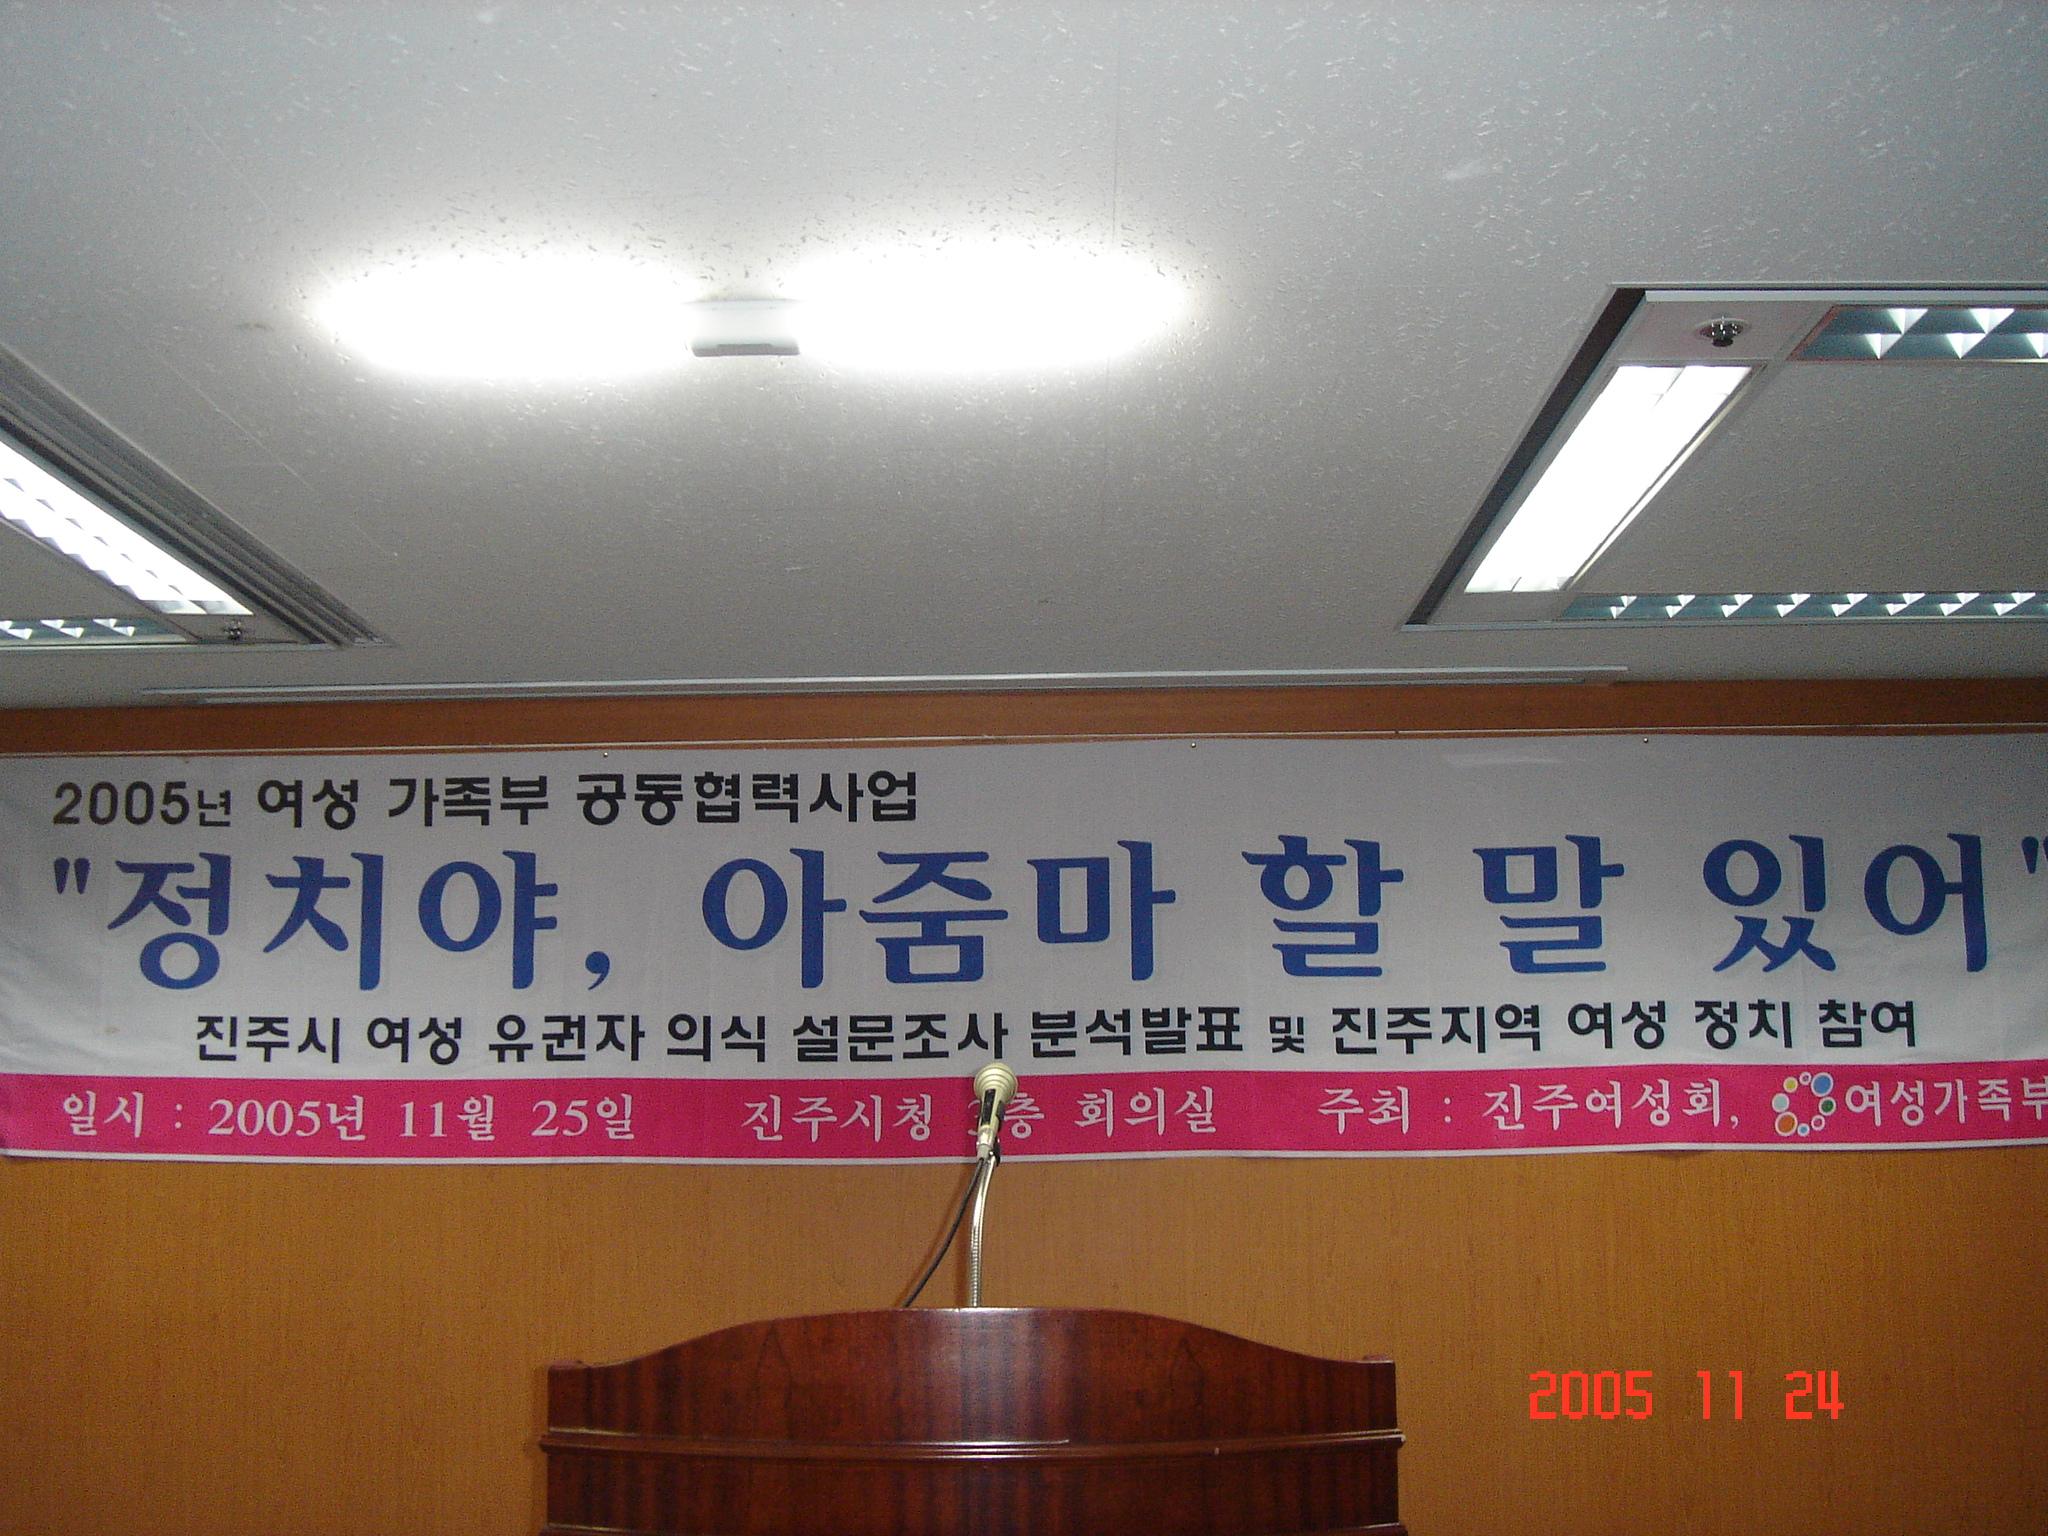 2005년 여성 가족부 공동협력사업
"정치야, 아줌마 할 말 있어"
진주시 여성 유권자 의식 설문조사 분석발표 및 진주지역 여성 정치 참여
일시 : 2005년 11월 25일 진주시청 층 회의실 주최 : 진주여성회, 여성가족부
2005 11 24